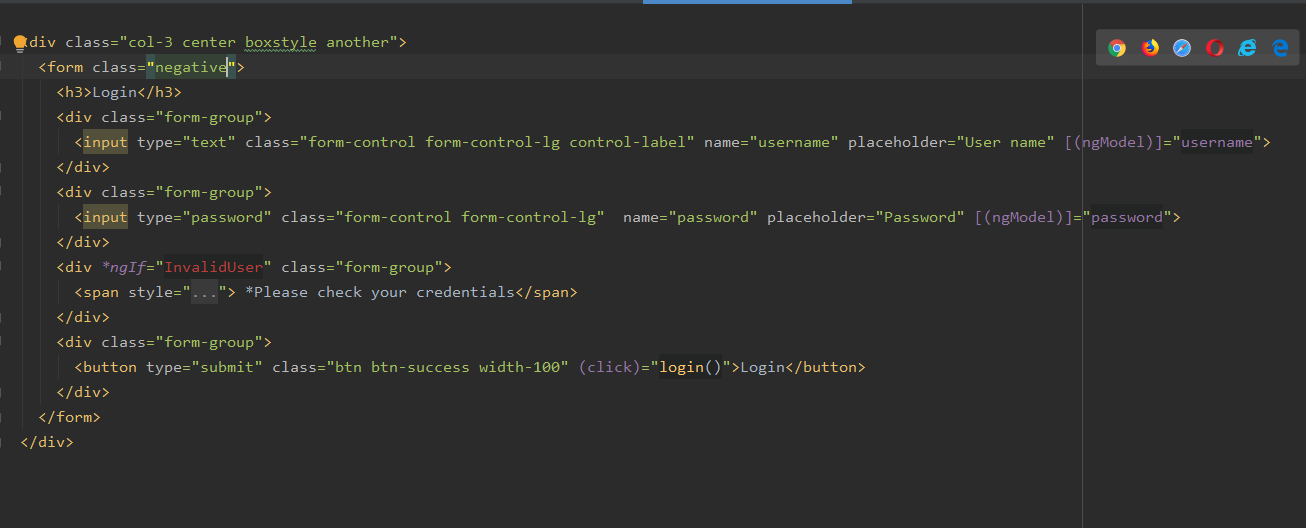 div class="col-3 center boxstyle another">
<form class="negative">
<h3>Login</h3>
<div class="form-group">
<input type="text" class="form-control form-control-lg control-label" name="username" placeholder="User name" [(ngModel)]="username">
</div>
<div class="form-group">
<input type="password" class="form-control form-control-lg"  name="password" placeholder="Password" [(ngModel)]="password">
</div>
<div *ngIf="InvalidUser" class="form-group">
<span style="..."> *Please check your credentials</span>
</div>
<div class="form-group">
<button type="submit" class="btn btn-success width-100" (click)="login()">Login</button>
</div>
</form>
</div>